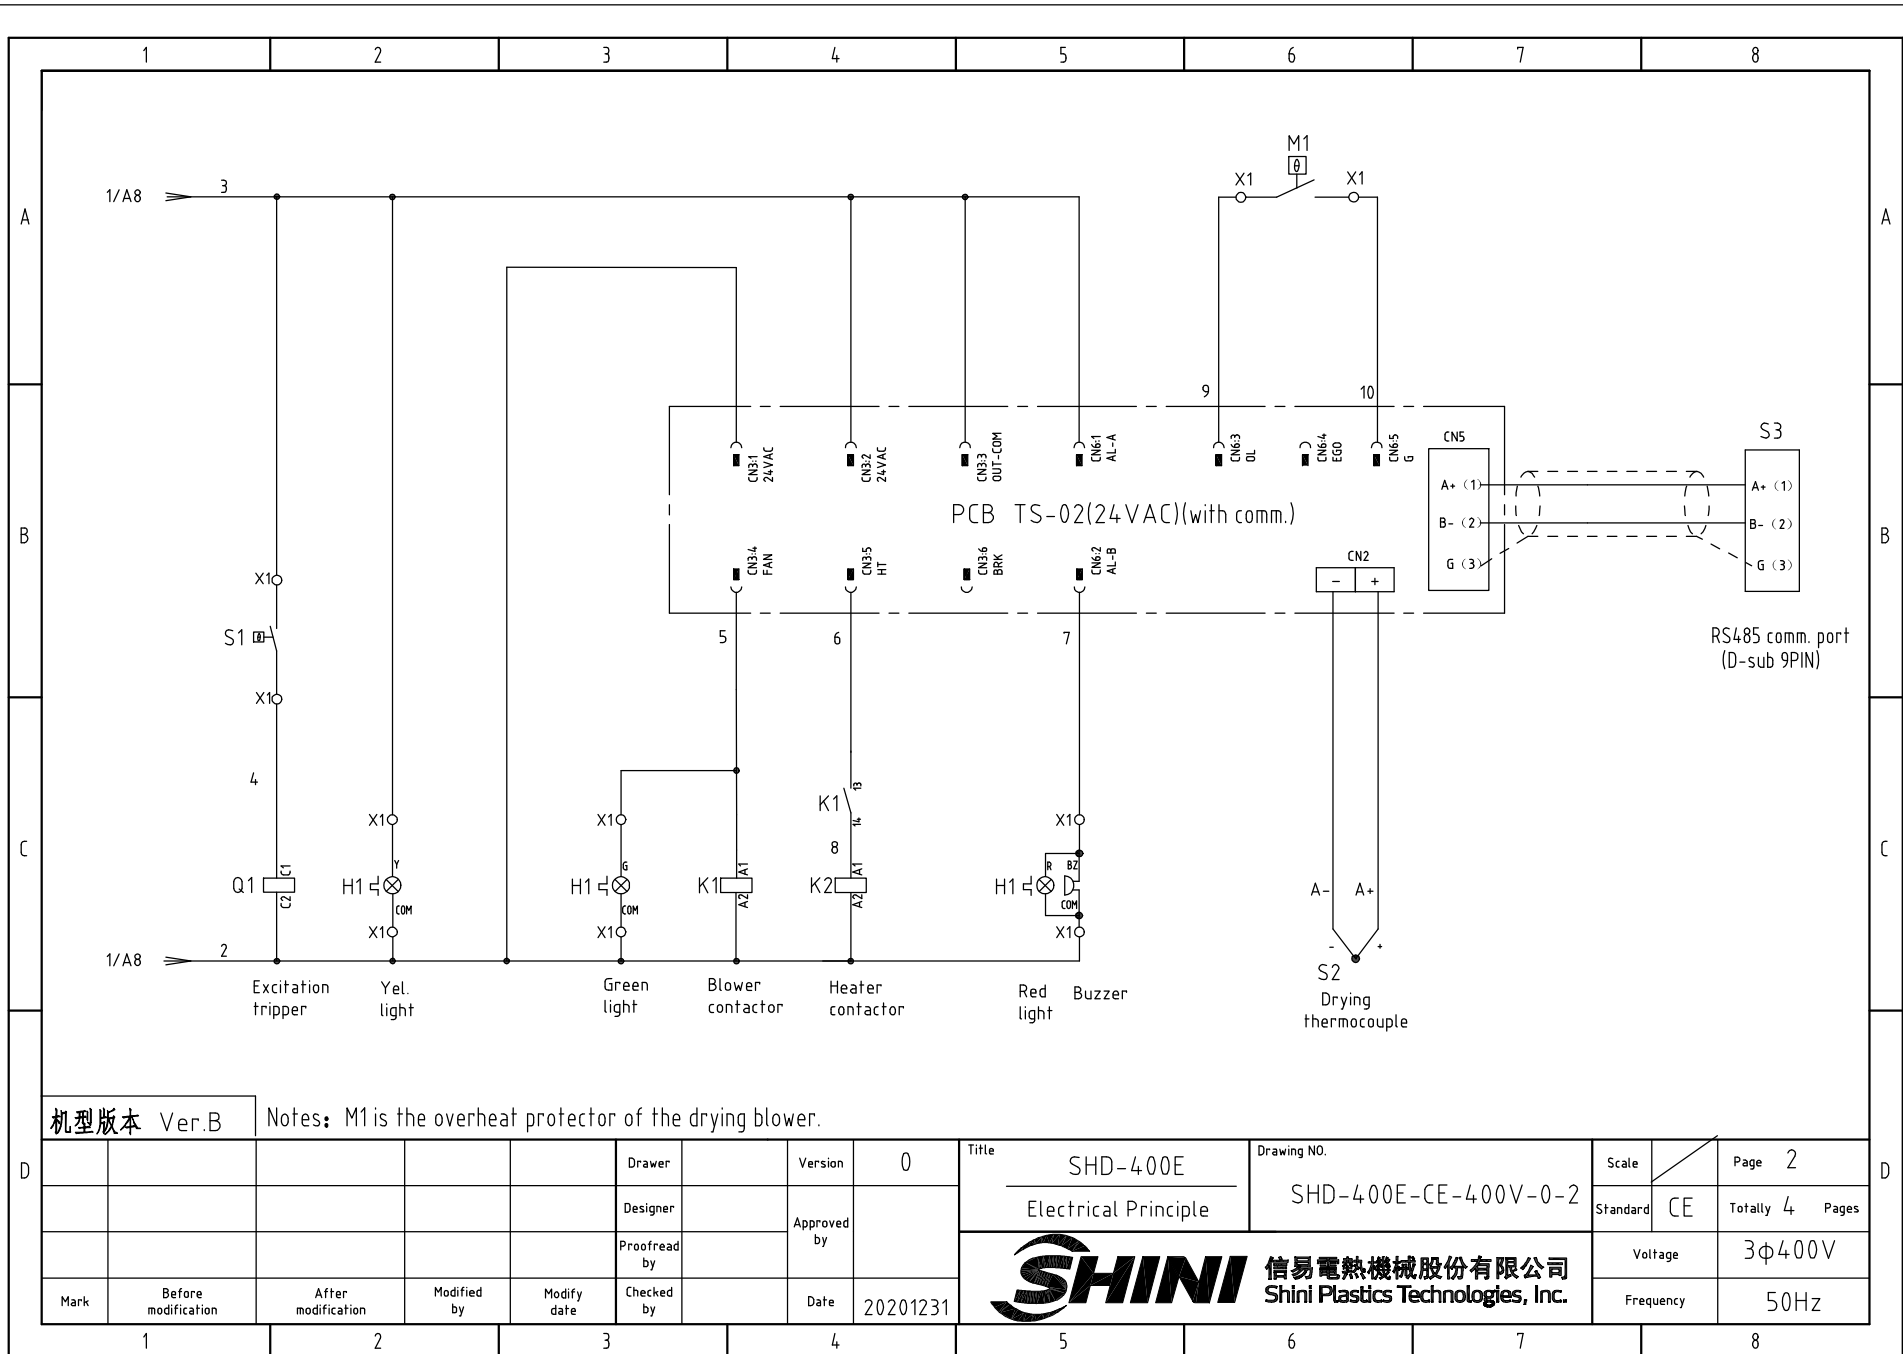 1 2 3 4 5 6 7 8
M1
θ
X1 X1
1/A8 3
A A
9 10
CN3:1
24VAC
CN3:2
24VAC
CN3:3
OUT-COM
CN6:1
AL-A
CN6:3
OL
CN6:4
EGO
CN6:5
G
CN5
S3
A+ (1) A+ (1)
PCB TS-02(24VAC)(with comm.)
B- (2) B- (2)
B B
G (3) G (3)
CN3:4
FAN
CN3:5
HT
CN3:6
BRK
CN6:2
AL-B
CN2
- +
X1
S1 θ
5 6 7
RS485 comm. port
(D-sub 9PIN)
X1
4
13
K1
14
X1 X1 X1
8
C C
C1 Y G A1 A1 R BZ
Q1 H1 H1 K1 K2 H1
C2 COM COM A2 A2 COM
A- A+
X1 X1 X1
1/A8 2
- +
S2
Excitation
tripper
Yel.
light
Green
light
Blower
contactor
Heater
contactor
Red
light
Buzzer
Drying
thermocouple
机型版本 Ver.B
Notes: M1 is the overheat protector of the drying blower.
D D
Drawer
Version 0
Designer
Approved
by
Proofread
by
Mark
Before
modification
After
modification
Modified
by
Modify
date
Checked
by
Date 20201231
Title
SHD-400E
Electrical Principle
Drawing NO.
SHD-400E-CE-400V-0-2
Scale
Page 2
Standard CE
Totally 4 Pages
Voltage 3ϕ400V
Frequency 50Hz
SHINI
信易電熱機械股份有限公司
Shini Plastics Technologies, Inc.
1 2 3 4 5 6 7 8